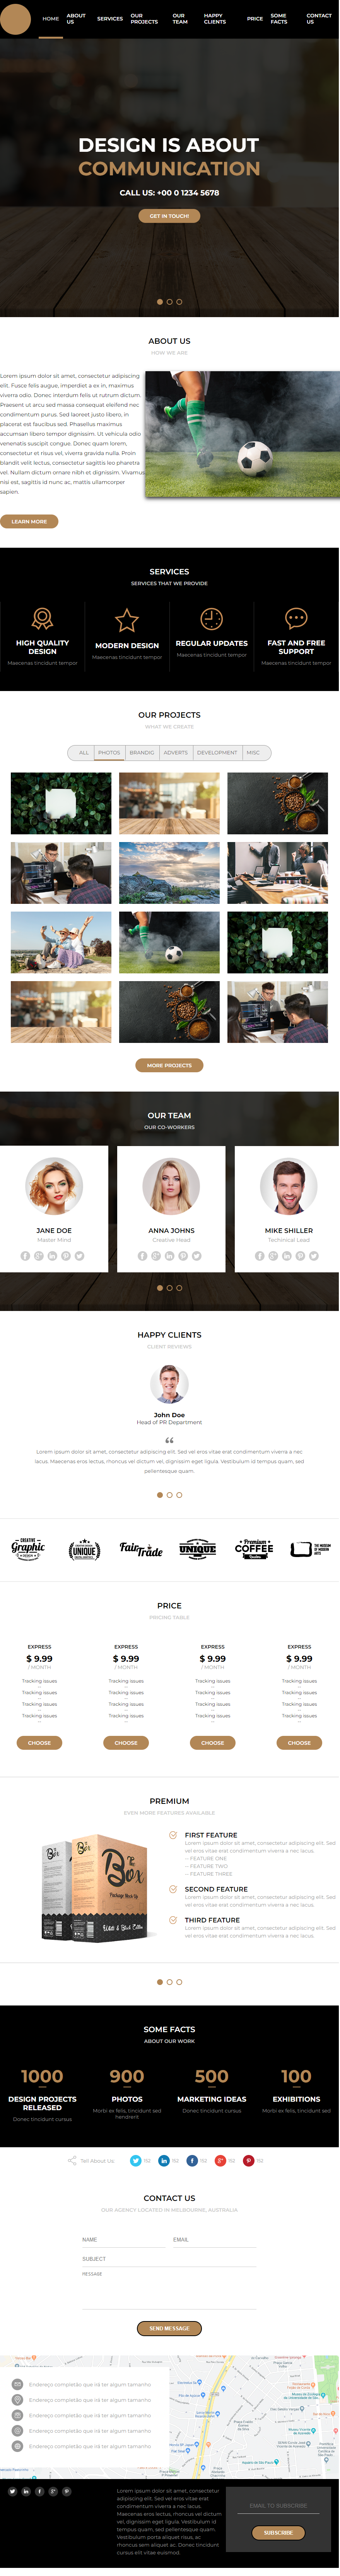 HOME
ABOUT US
SERVICES
OUR PROJECTS
OUR TEAM
HAPPY CLIENTS
PRICE
SOME FACTS
CONTACT US
DESIGN IS ABOUT
COMMUNICATION
CALL US: +00 0 1234 5678
GET IN TOUCH!
ABOUT US
HOW WE ARE
Lorem ipsum dolor sit amet, consectetur adipiscing
elit. Fusce felis augue, imperdiet a ex in, maximus
viverra odio. Donec interdum felis ut rutrum dictum.
Praesent ut arcu sed massa consequat eleifend nec
condimentum purus. Sed laoreet justo libero, in
placerat est faucibus sed. Phasellus maximus
accumsan libero tempor dignissim. Ut vehicula odio
venenatis suscipit congue. Donec quam lorem,
consectetur et risus vel, viverra gravida nulla. Proin
blandit velit lectus, consectetur sagittis leo pharetra
vel. Nullam dictum ornare nibh et dignissim. Vivamus
nisi est, sagittis id nunc ac, mattis ullamcorper
sapien.
LEARN MORE
SERVICES
SERVICES THAT WE PROVIDE
HIGH QUALITY
DESIGN
Maecenas tincidunt tempor
MODERN DESIGN
Maecenas tincidunt tempor
REGULAR UPDATES
Maecenas tincidunt tempor
FAST AND FREE
SUPPORT
Maecenas tincidunt tempor
OUR PROJECTS
WHAT WE CREATE
ALL
PHOTOS
BRANDIG
ADVERTS
DEVELOPMENT
MISC
MORE PROJECTS
OUR TEAM
OUR CO-WORKERS
JANE DOE
Master Mind
ANNA JOHNS
Creative Head
MIKE SHILLER
Techinical Lead
HAPPY CLIENTS
CLIENT REVIEWS
John Doe
Head of PR Department
Lorem ipsum dolor sit amet, consectetur adipiscing elit. Sed vel eros vitae erat condimentum viverra a nec
lacus. Maecenas eros lectus, rhoncus vel dictum vel, dignissim eget ligula. Vestibulum id tempus quam, sed
pellentesque quam.
CREATIVE
Graphic
DESIGN
UNIQUE
Fair Trade
UNIQUE
Premium
COFFEE
THE MUSEUM
OF MODERN
ARTS
PRICE
PRICING TABLE
EXPRESS
$ 9.99
/ MONTH
Tracking issues
Tracking issues
Tracking issues
Tracking issues
CHOOSE
EXPRESS
$ 9.99
/ MONTH
Tracking issues
Tracking issues
Tracking issues
Tracking issues
CHOOSE
EXPRESS
$ 9.99
/ MONTH
Tracking issues
Tracking issues
Tracking issues
Tracking issues
CHOOSE
EXPRESS
$ 9.99
/ MONTH
Tracking issues
Tracking issues
Tracking issues
Tracking issues
CHOOSE
PREMIUM
EVEN MORE FEATURES AVAILABLE
The
Box
Package Mock Up
FIRST FEATURE
Lorem ipsum dolor sit amet, consectetur adipiscing elit. Sed
vel eros vitae erat condimentum viverra a nec lacus.
-- FEATURE ONE
-- FEATURE TWO
-- FEATURE THREE
SECOND FEATURE
Lorem ipsum dolor sit amet, consectetur adipiscing elit. Sed
vel eros vitae erat condimentum viverra a nec lacus.
THIRD FEATURE
Lorem ipsum dolor sit amet, consectetur adipiscing elit. Sed
vel eros vitae erat condimentum viverra a nec lacus.
SOME FACTS
ABOUT OUR WORK
1000
DESIGN PROJECTS
RELEASED
Donec tincidunt cursus
900
PHOTOS
Morbi ex felis, tincidunt sed
hendrerit
500
MARKETING IDEAS
Donec tincidunt cursus
100
EXHIBITIONS
Morbi ex felis, tincidunt sed
Tell About Us:
152
152
152
152
152
CONTACT US
OUR AGENCY LOCATED IN MELBOURNE, AUSTRALIA
NAME
EMAIL
SUBJECT
MESSAGE
SEND MESSAGE
Endereço completão que irá ter algum tamanho
Endereço completão que irá ter algum tamanho
Endereço completão que irá ter algum tamanho
Endereço completão que irá ter algum tamanho
Endereço completão que irá ter algum tamanho
Lorem ipsum dolor sit amet, consectetur
adipiscing elit. Sed vel eros vitae erat
condimentum viverra a nec lacus.
Maecenas eros lectus, rhoncus vel dictum
vel, dignissim eget ligula. Vestibulum id
tempus quam, sed pellentesque quam.
Vestibulum porta aliquet risus, ac
rhoncus sem aliquet ac. Donec tincidunt
cursus elit vitae euismod.
EMAIL TO SUBSCRIBE
SUBSCRIBE